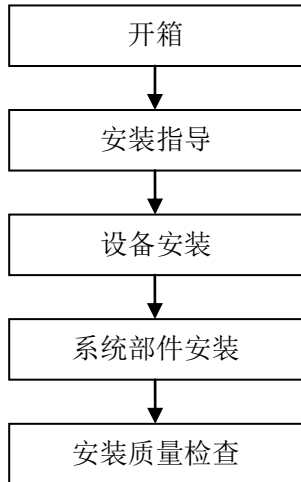 开箱
安装指导
设备安装
系统部件安装
安装质量检查